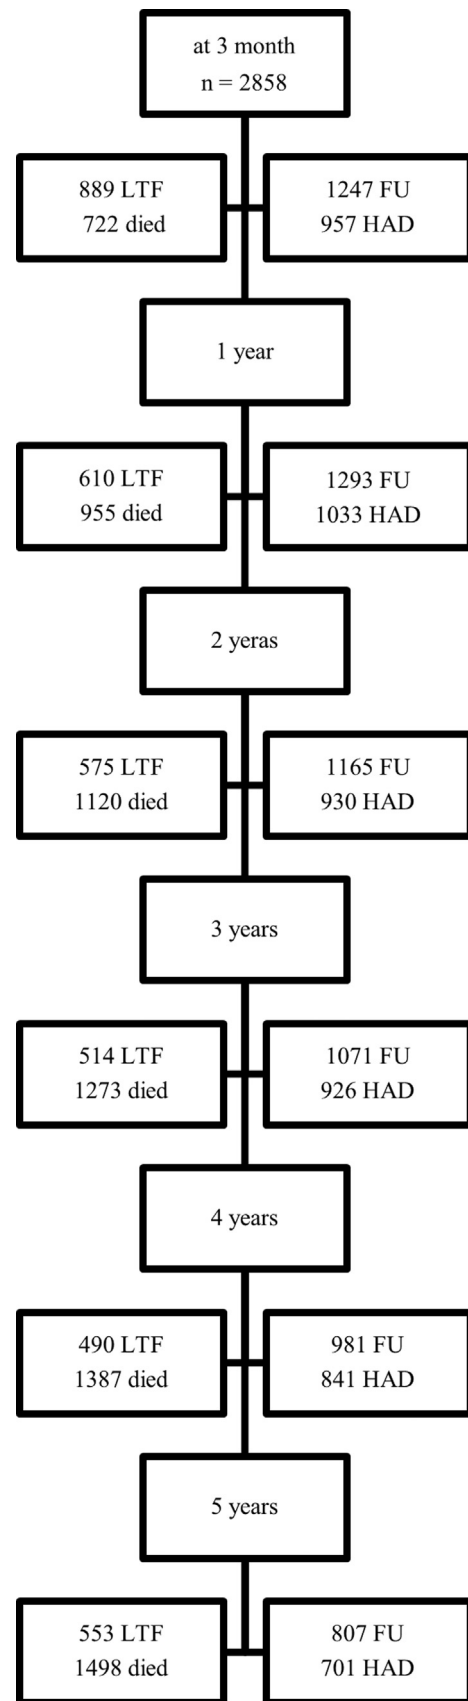 at 3 month
n = 2858
889 LTF
722 died
1247 FU
957 HAD
1 year
610 LTF
955 died
1293 FU
1033 HAD
2 yeras
575 LTF
1120 died
1165 FU
930 HAD
3 years
514 LTF
1273 died
1071 FU
926 HAD
4 years
490 LTF
1387 died
981 FU
841 HAD
5 years
553 LTF
1498 died
807 FU
701 HAD